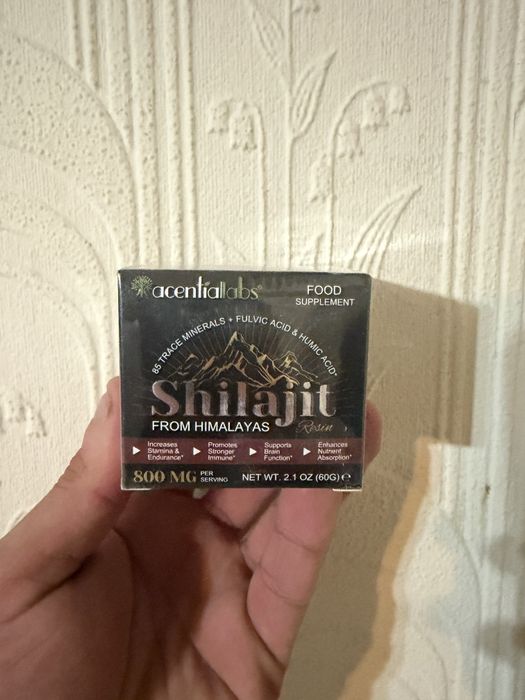 acentiallabs®
FOOD
SUPPLEMENT
85 TRACE MINERALS + FULVIC ACID & HUMIC ACID*
Shilajit
FROM HIMALAYAS
Resin
Increases
Stamina &
Endurance*
Promotes
Stronger
Immune*
Supports
Brain
Function*
Enhances
Nutrient
Absorption*
800 MG PER
SERVING
NET WT. 2.1 OZ (60G) ℮